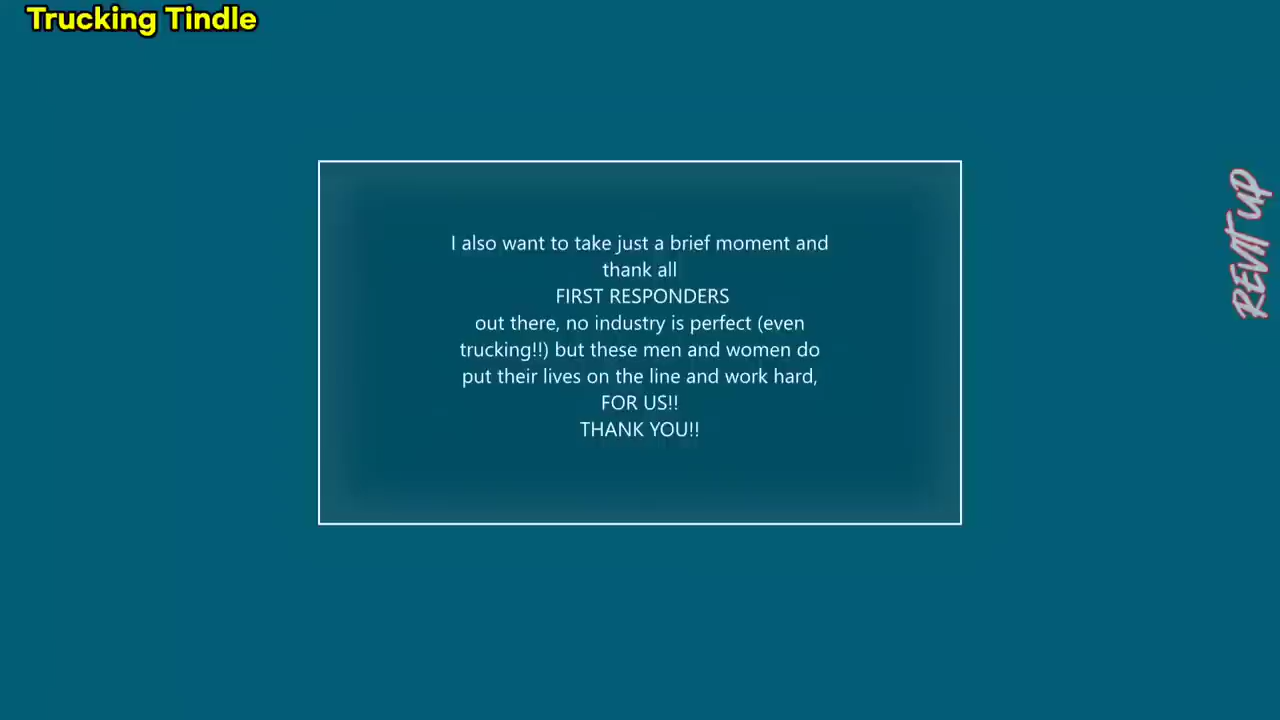 Trucking Tindle
I also want to take just a brief moment and
thank all
FIRST RESPONDERS
out there, no industry is perfect (even
trucking!!) but these men and women do
put their lives on the line and work hard,
FOR US!!
THANK YOU!!
REV IT UP